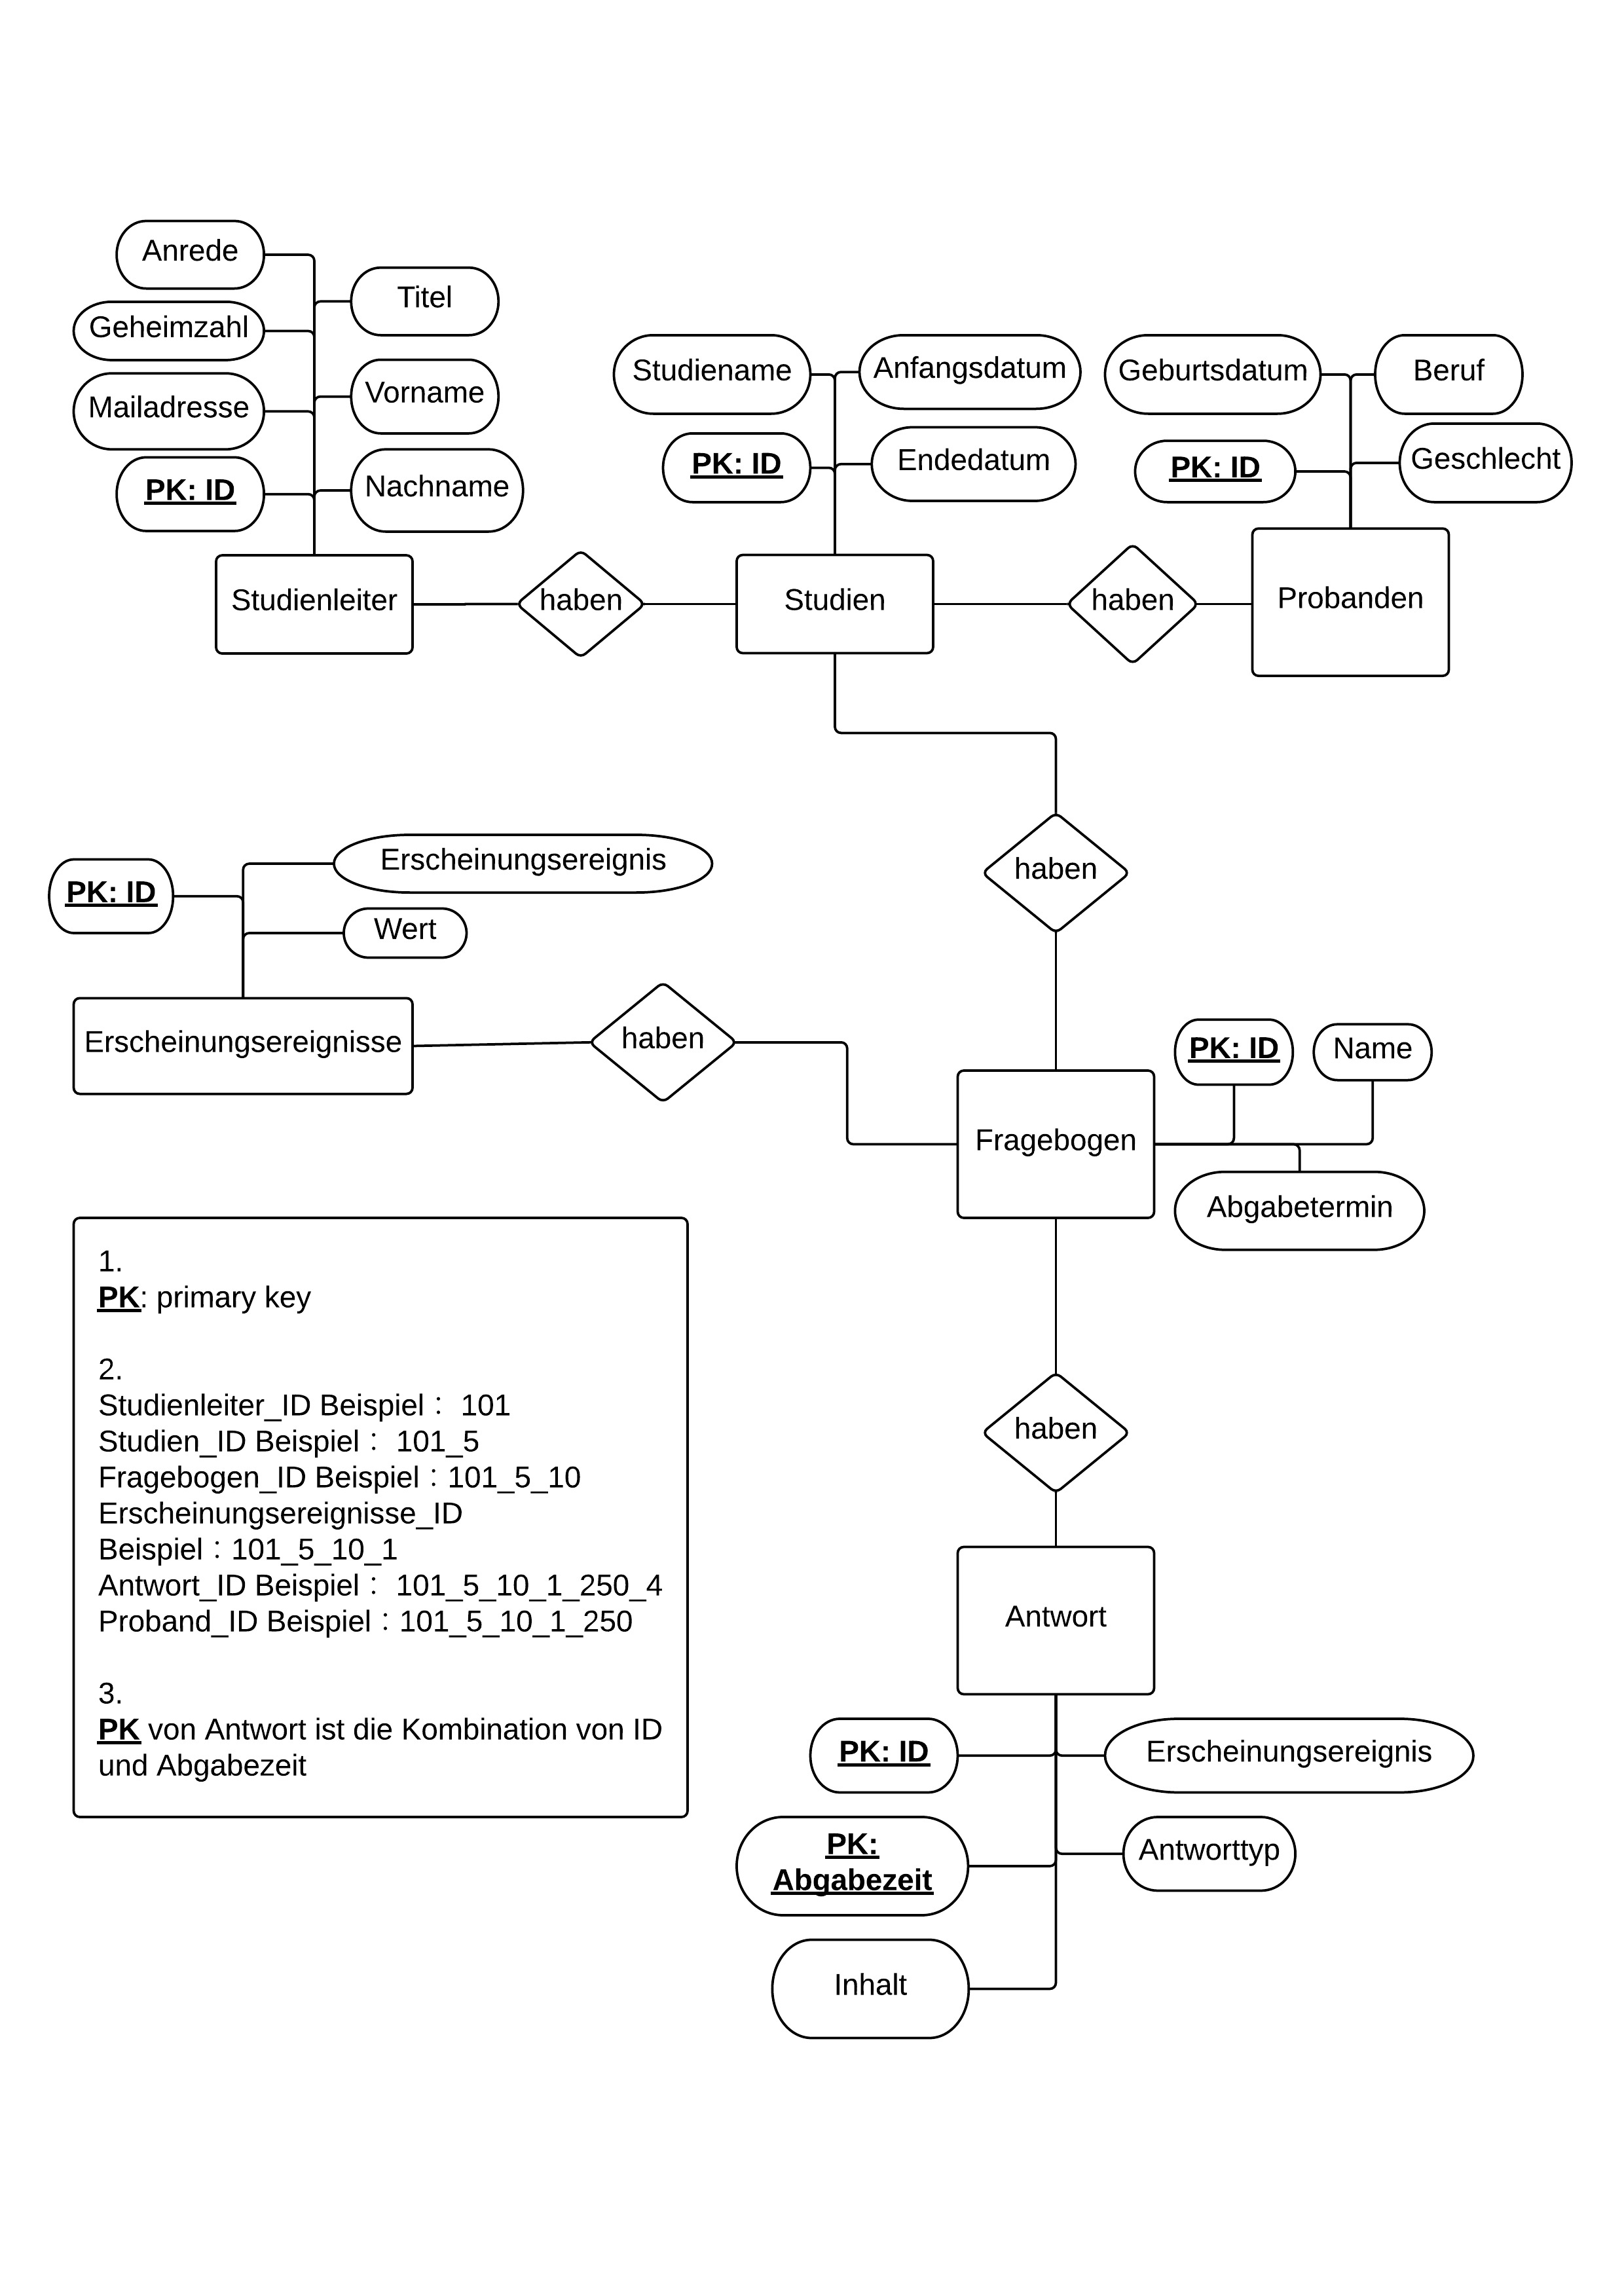 Anrede
Titel
Geheimzahl
Vorname
Mailadresse
PK: ID
Nachname
Studienleiter
haben
Studiename
Anfangsdatum
PK: ID
Endedatum
Studien
haben
Geburtsdatum
Beruf
PK: ID
Geschlecht
Probanden
haben
Erscheinungsereignis
PK: ID
Wert
Erscheinungsereignisse
haben
PK: ID
Name
Fragebogen
Abgabetermin
1.
PK: primary key
2.
Studienleiter_ID Beispiel： 101
Studien_ID Beispiel： 101_5
Fragebogen_ID Beispiel：101_5_10
Erscheinungsereignisse_ID
Beispiel：101_5_10_1
Antwort_ID Beispiel： 101_5_10_1_250_4
Proband_ID Beispiel：101_5_10_1_250
3.
PK von Antwort ist die Kombination von ID
und Abgabezeit
haben
Antwort
PK: ID
Erscheinungsereignis
PK:
Abgabezeit
Antworttyp
Inhalt